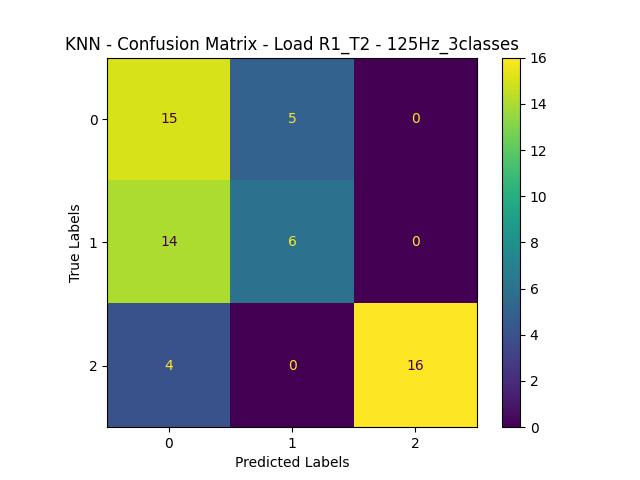 KNN - Confusion Matrix - Load R1_T2 - 125Hz_3classes
16
14
12
10
8
6
4
2
0
True Labels
0
15 5 0
1
14 6 0
2
4 0 16
0 1 2
Predicted Labels